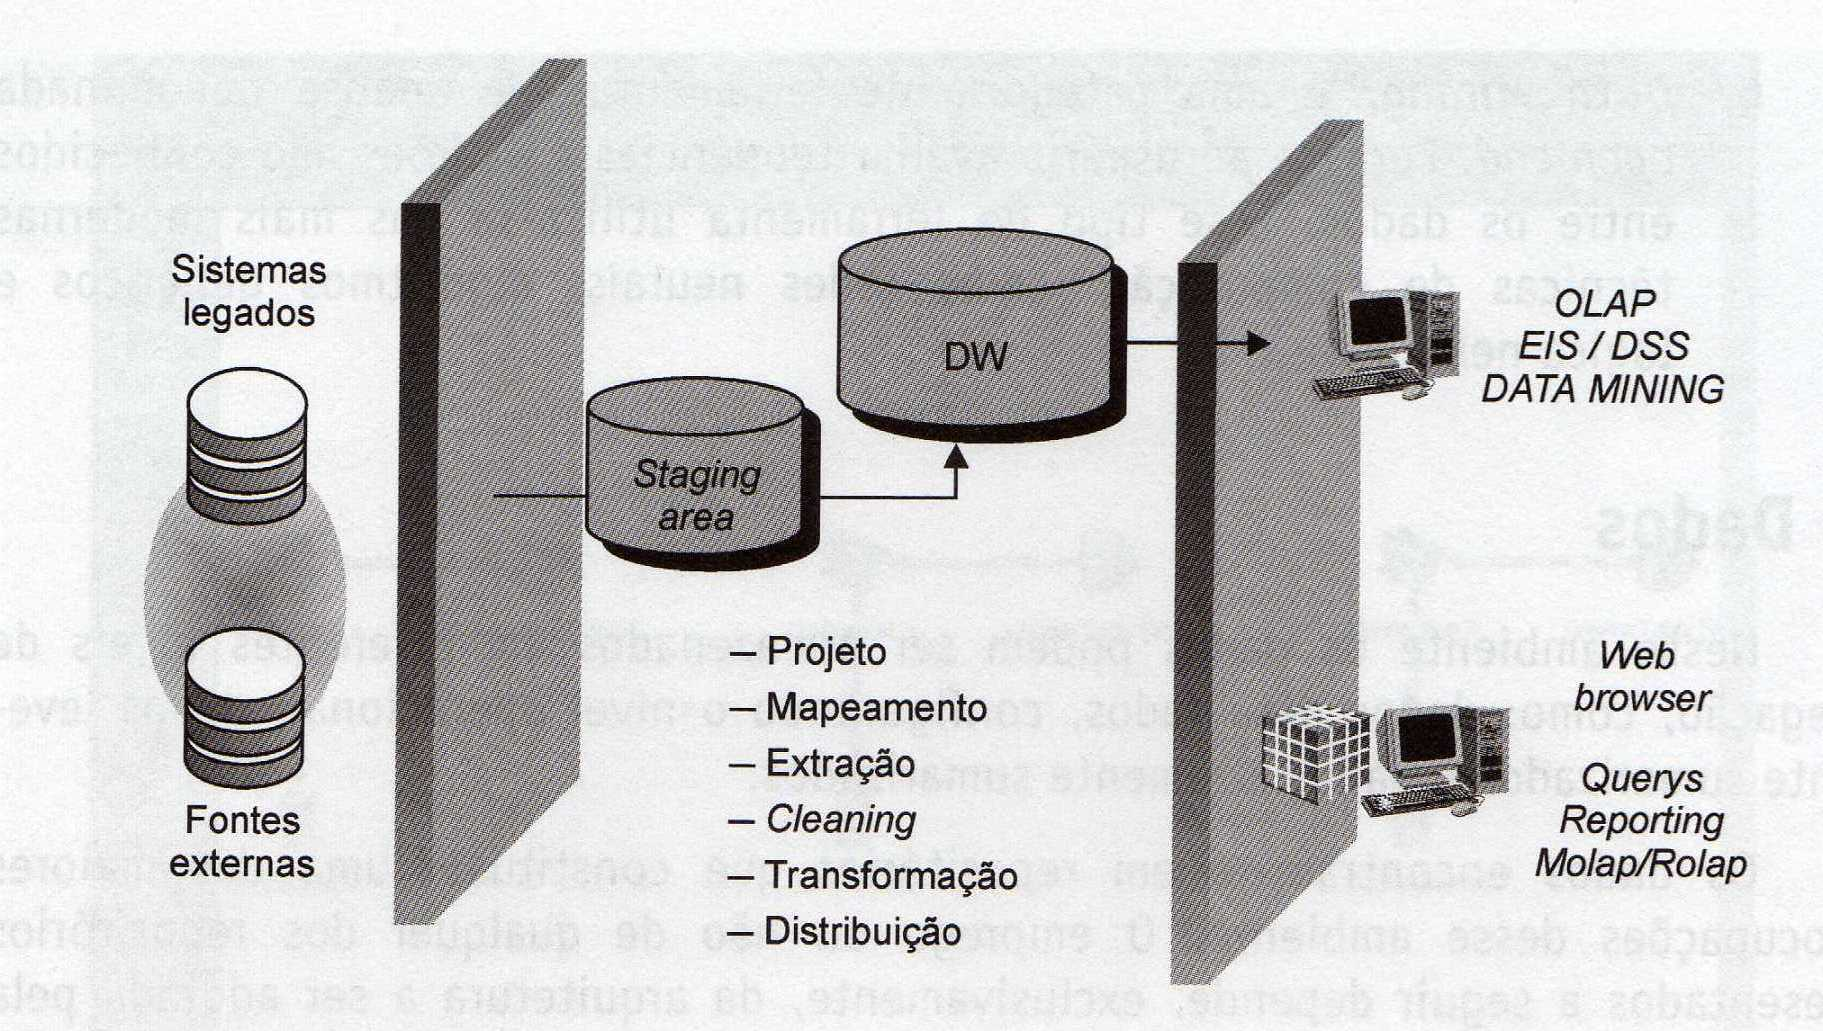 Sistemas
legados
Fontes
externas
Staging
area
DW
– Projeto
– Mapeamento
– Extração
– Cleaning
– Transformação
– Distribuição
OLAP
EIS / DSS
DATA MINING
Web
browser
Querys
Reporting
Molap/Rolap
Dados